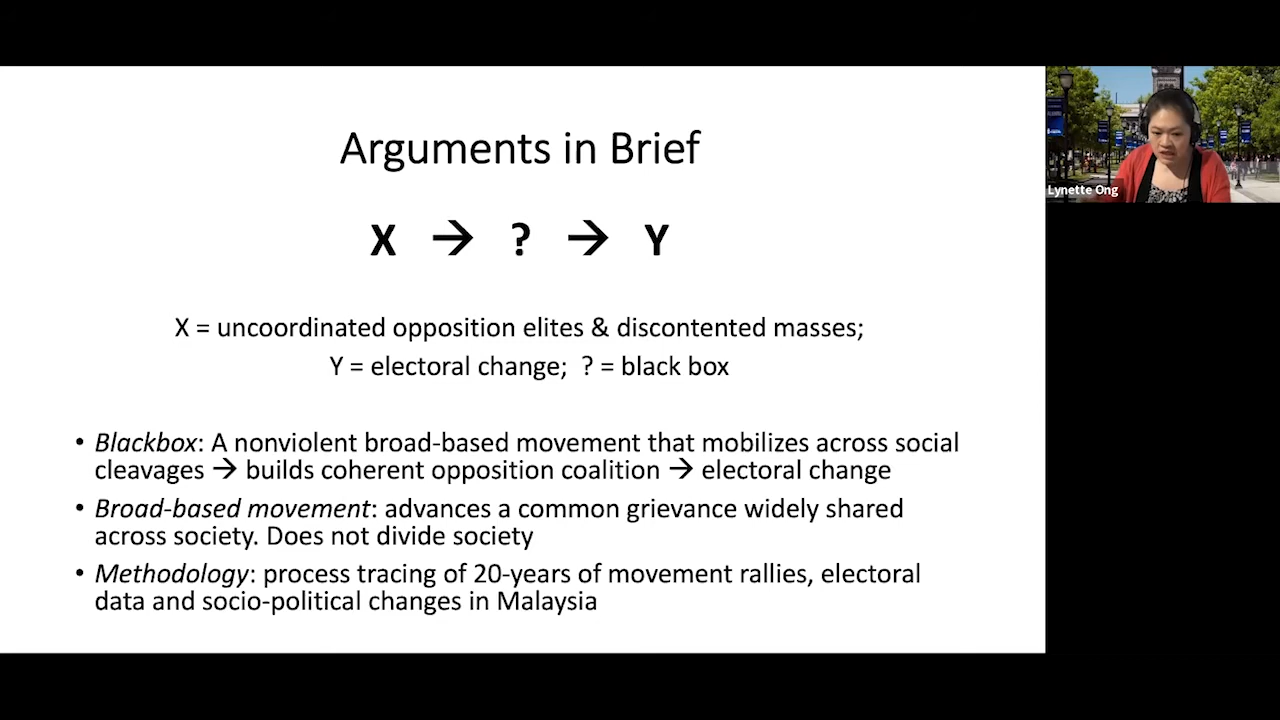 Arguments in Brief
X → ? → Y
X = uncoordinated opposition elites & discontented masses;
Y = electoral change; ? = black box
• Blackbox: A nonviolent broad-based movement that mobilizes across social
cleavages → builds coherent opposition coalition → electoral change
• Broad-based movement: advances a common grievance widely shared
across society. Does not divide society
• Methodology: process tracing of 20-years of movement rallies, electoral
data and socio-political changes in Malaysia
Lynette Ong